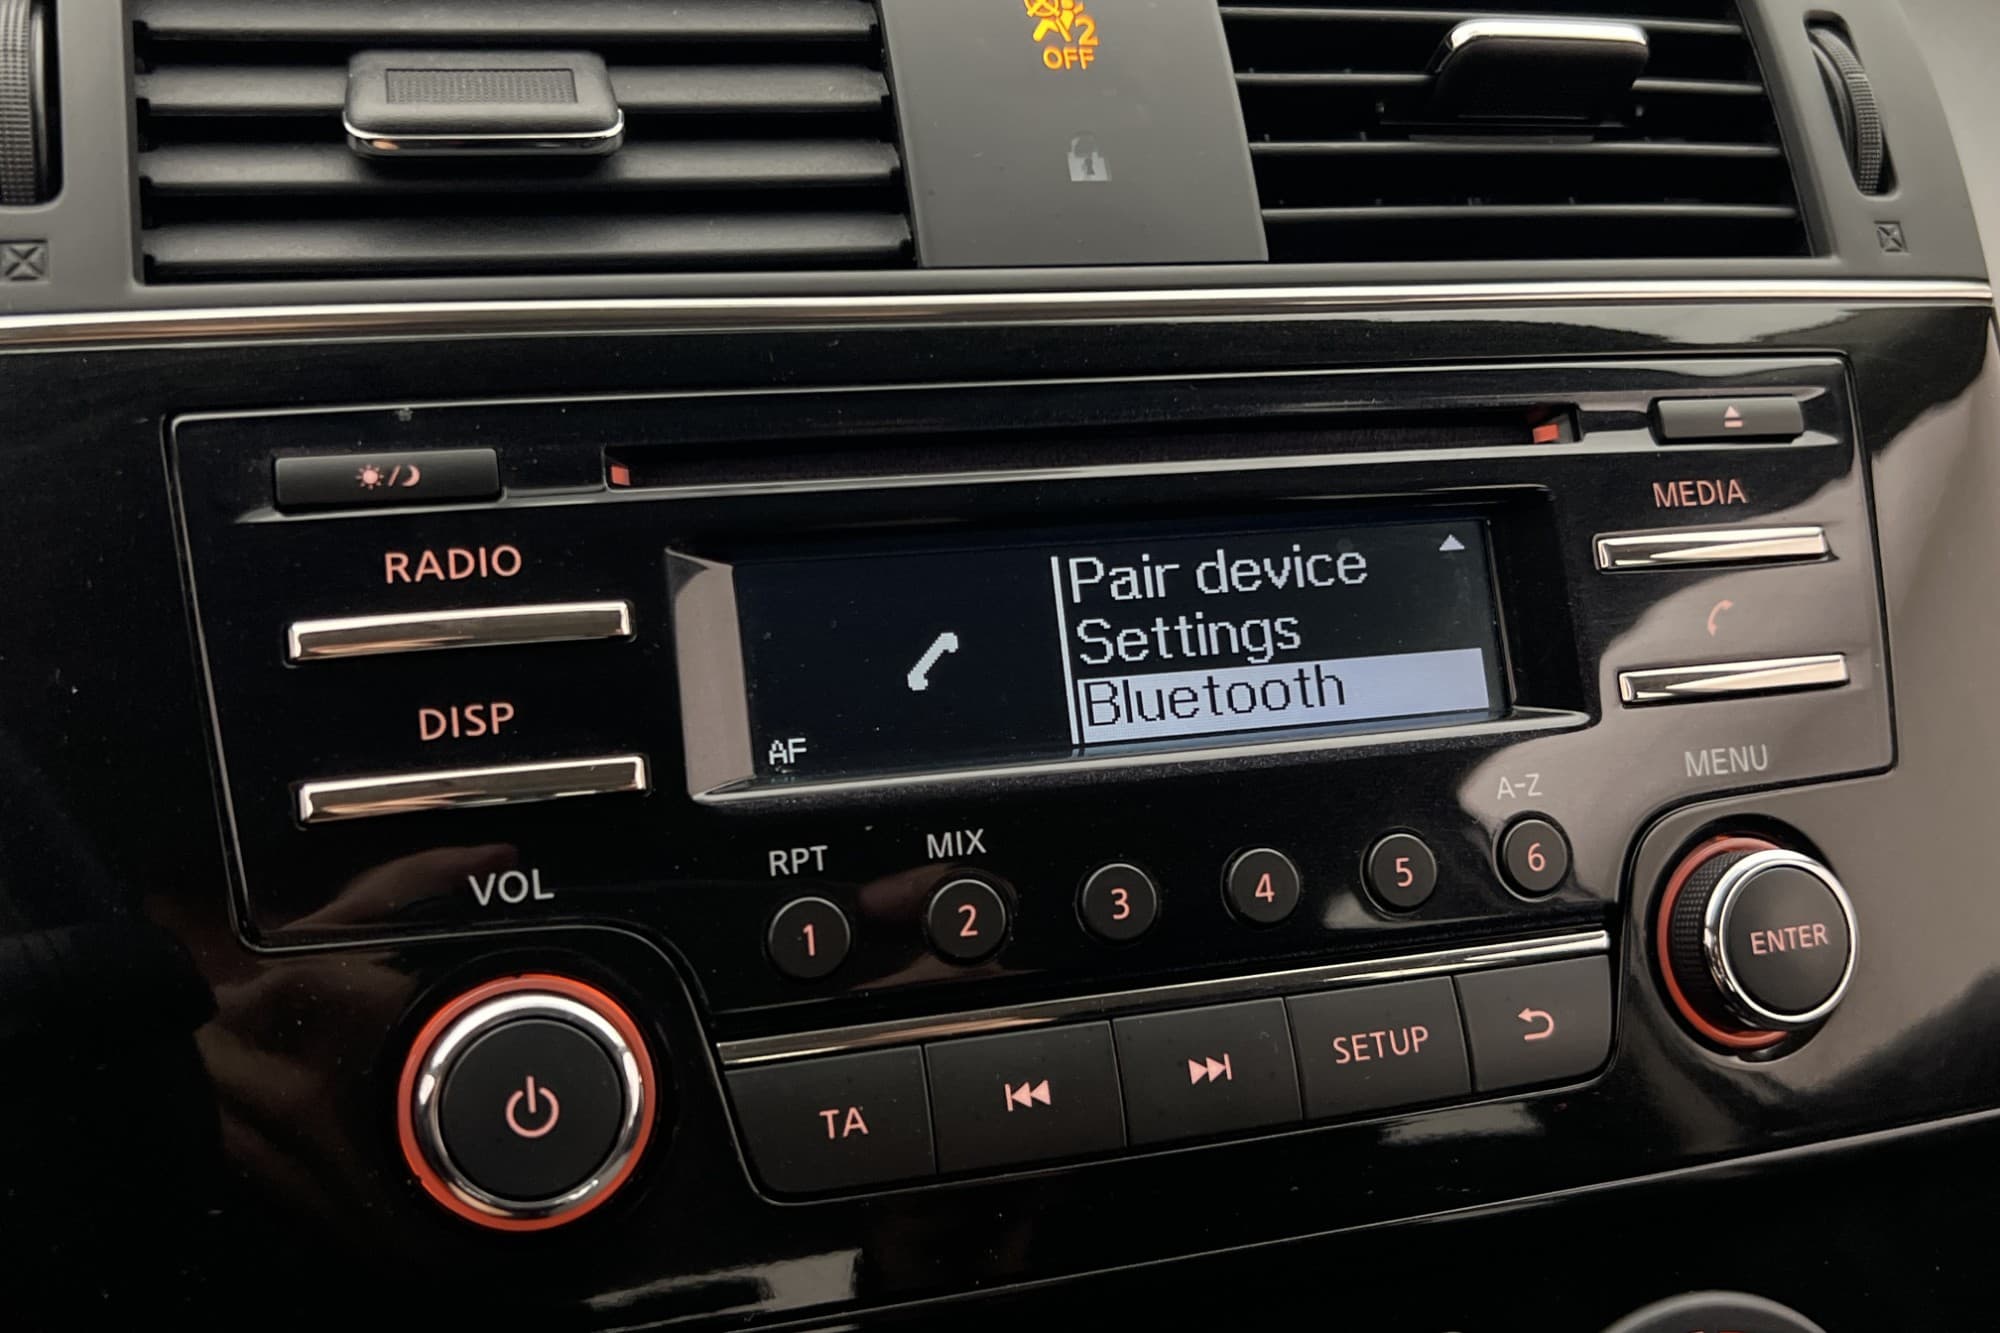 2
OFF
MEDIA
RADIO
Pair device
Settings
Bluetooth
AF
DISP
MENU
A-Z
MIX
RPT
VOL
1
2
3
4
5
6
ENTER
TA
SETUP